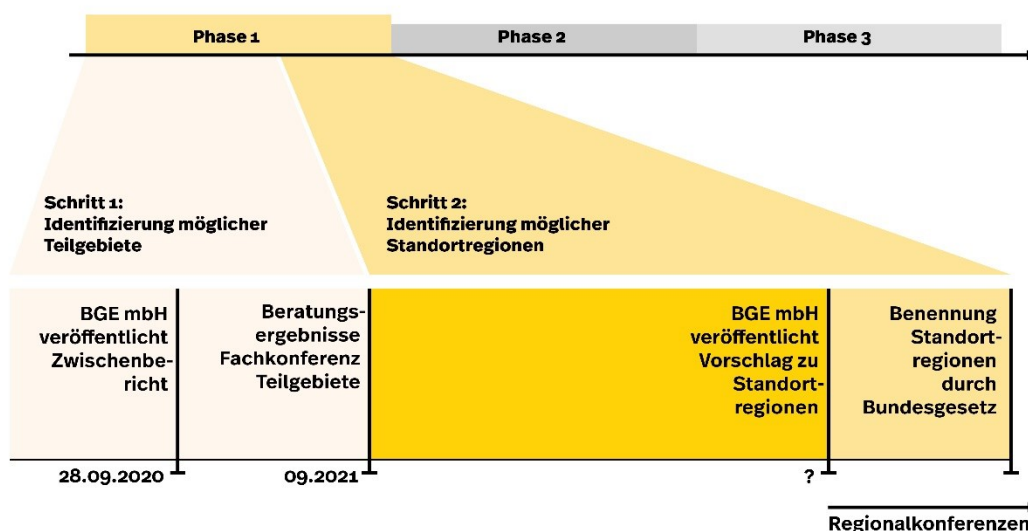 Phase 1
Phase 2
Phase 3
Schritt 1:
Identifizierung möglicher
Teilgebiete
Schritt 2:
Identifizierung möglicher
Standortregionen
BGE mbH
veröffentlicht
Zwischenbe-
richt
Beratungs-
ergebnisse
Fachkonferenz
Teilgebiete
BGE mbH
veröffentlicht
Vorschlag zu
Standort-
regionen
Benennung
Standort-
regionen
durch
Bundesgesetz
28.09.2020
09.2021
?
Regionalkonferenzen